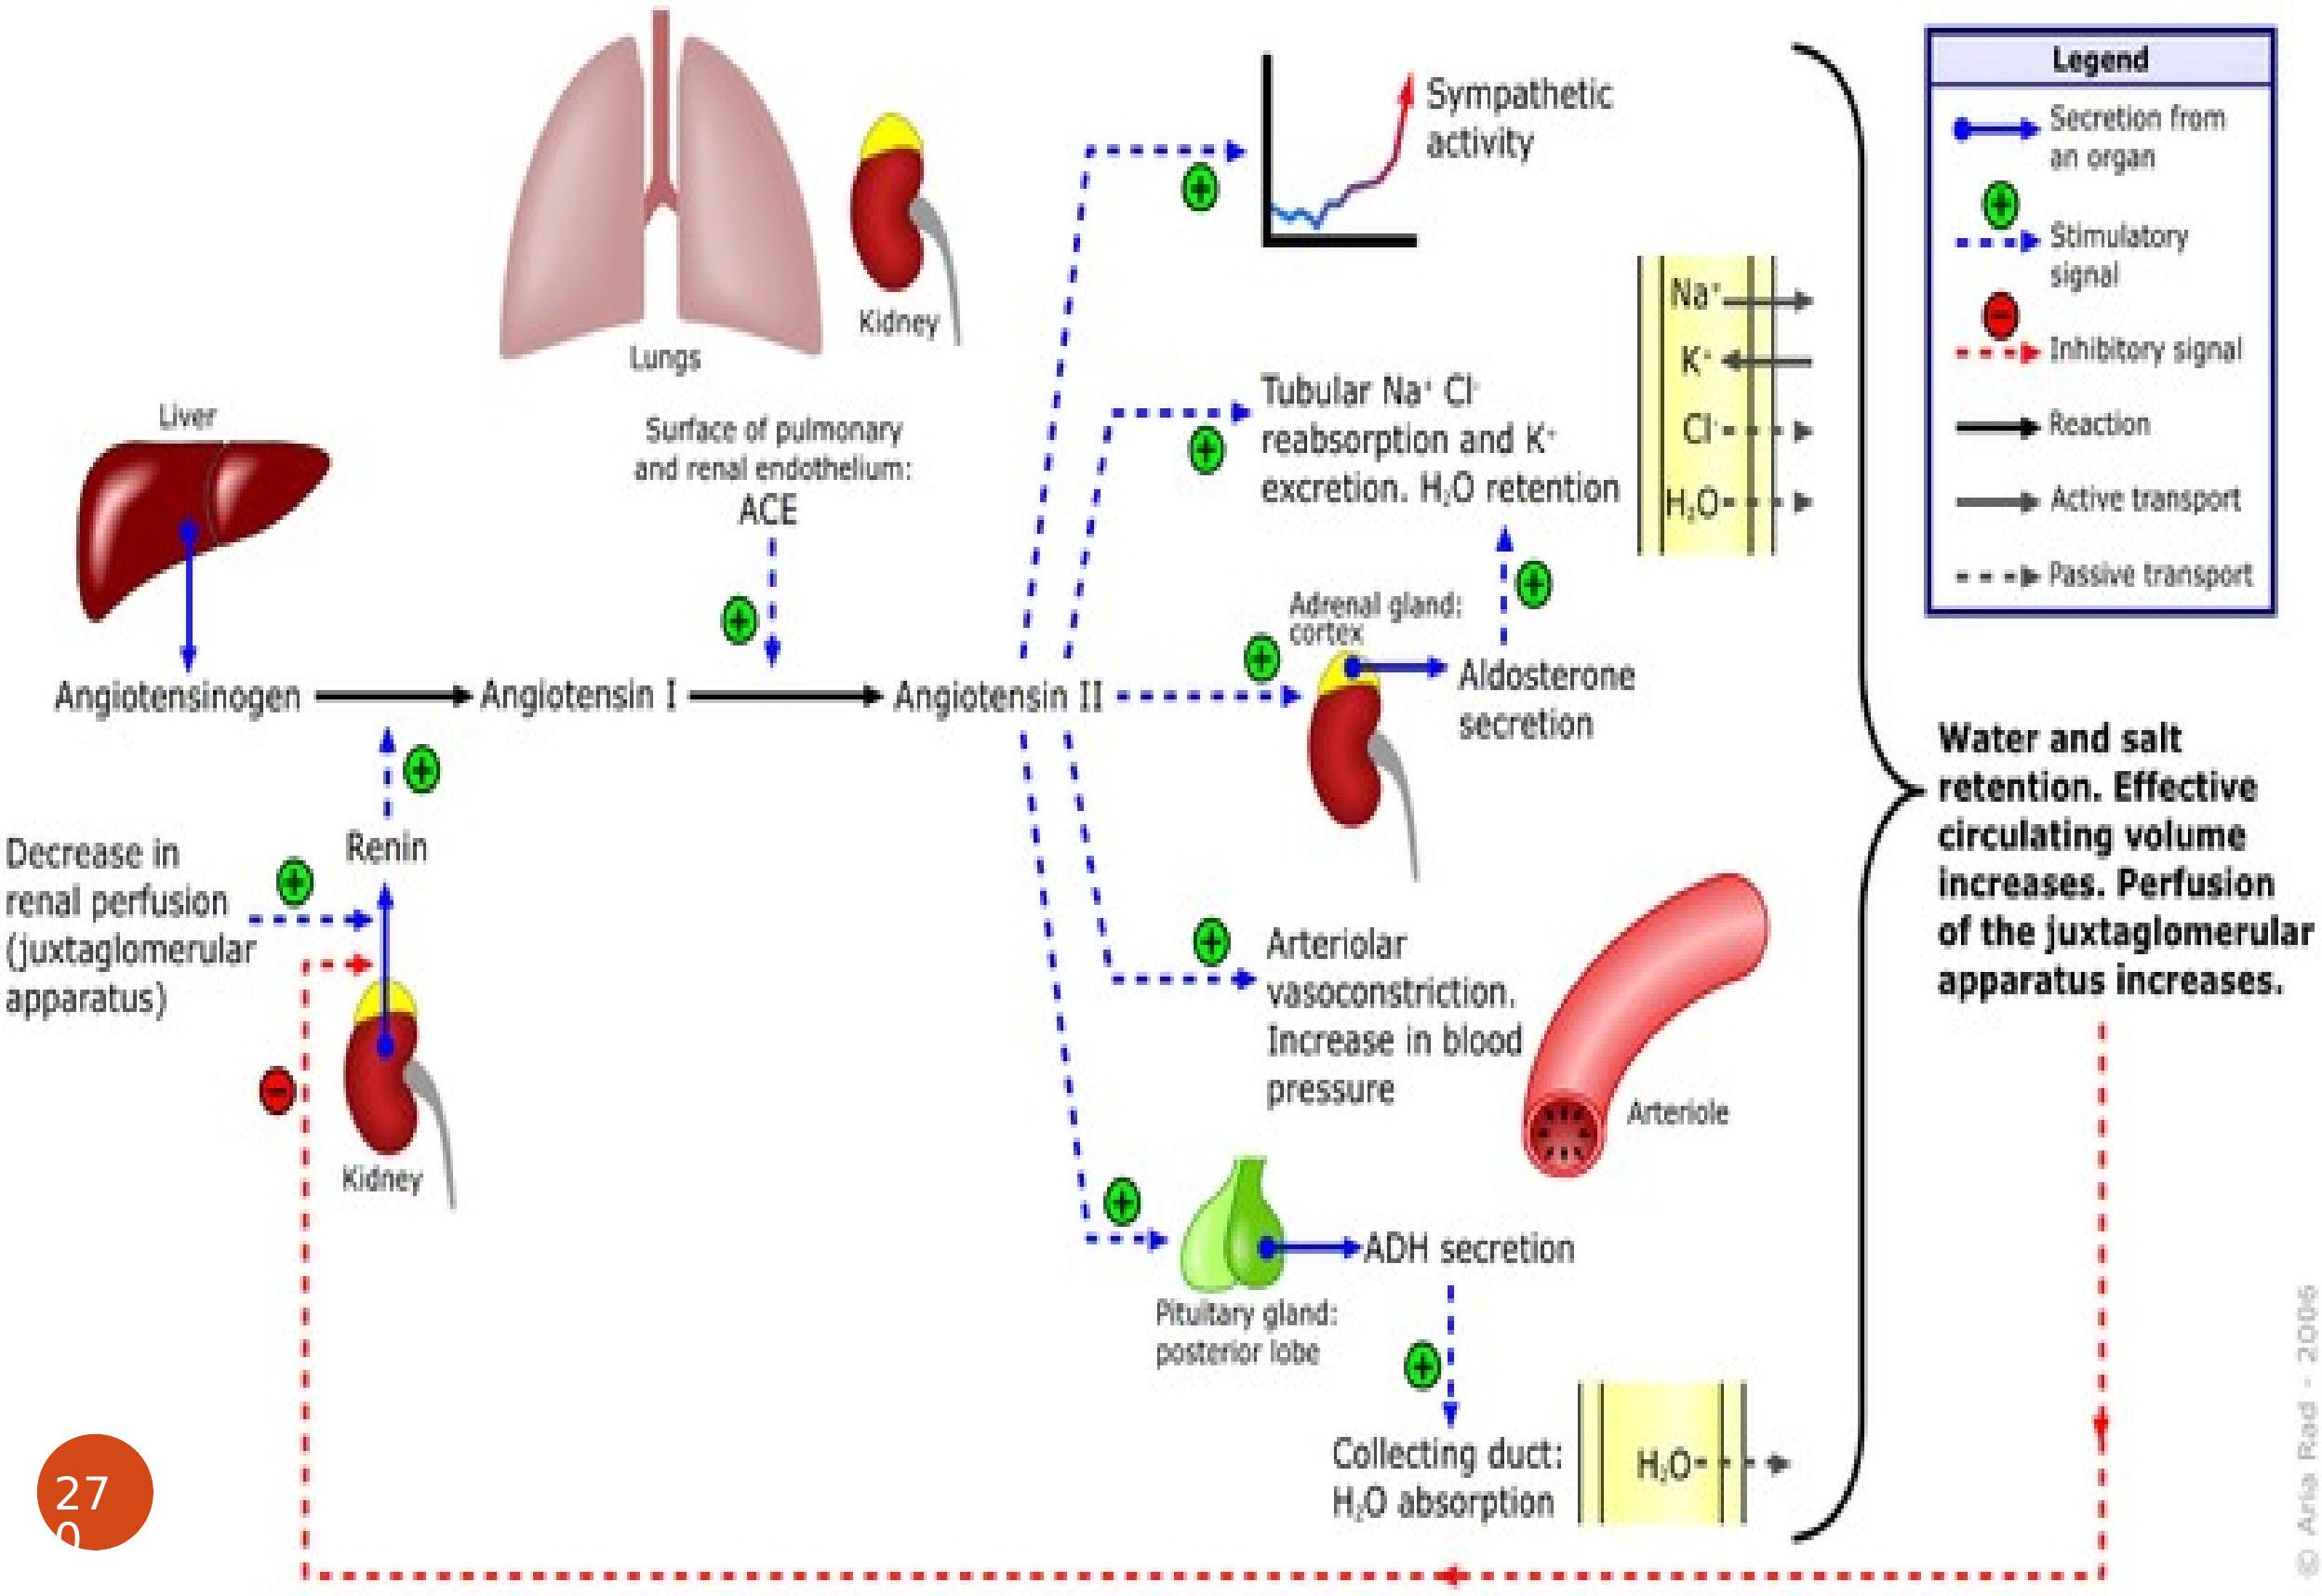 Legend
Secretion from
an organ
Stimulatory
signal
Inhibitory signal
Reaction
Active transport
Passive transport
Lungs
Kidney
Liver
Surface of pulmonary
and renal endothelium:
ACE
Angiotensinogen
Angiotensin I
Angiotensin II
Renin
Decrease in
renal perfusion
(juxtaglomerular
apparatus)
Kidney
Sympathetic
activity
Tubular Na⁺ Cl⁻
reabsorption and K⁺
excretion. H₂O retention
Na⁺
K⁺
Cl⁻
H₂O
Adrenal gland:
cortex
Aldosterone
secretion
Arteriolar
vasoconstriction.
Increase in blood
pressure
Arteriole
ADH secretion
Pituitary gland:
posterior lobe
Collecting duct:
H₂O absorption
H₂O
Water and salt
retention. Effective
circulating volume
increases. Perfusion
of the juxtaglomerular
apparatus increases.
© Aria Rad - 2006
27
0